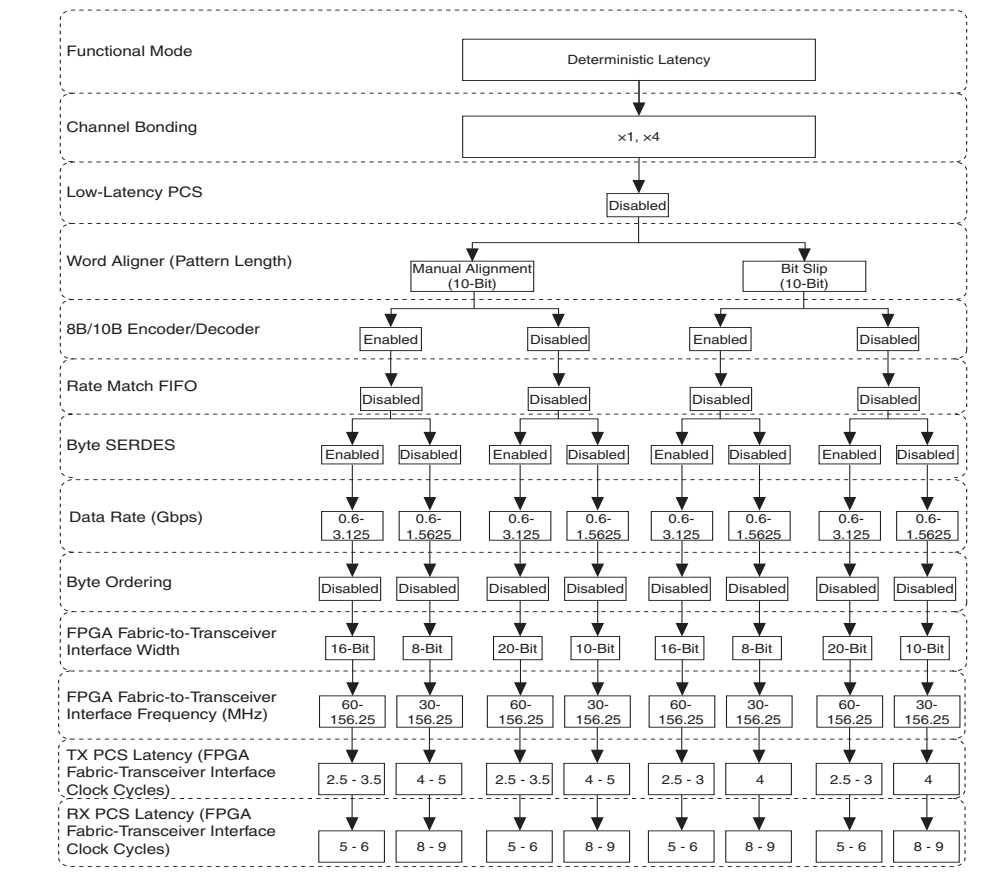 Functional Mode
Deterministic Latency
Channel Bonding
×1, ×4
Low-Latency PCS
Disabled
Word Aligner (Pattern Length)
Manual Alignment
(10-Bit)
Bit Slip
(10-Bit)
8B/10B Encoder/Decoder
Enabled Disabled Enabled Disabled
Rate Match FIFO
Disabled Disabled Disabled Disabled
Byte SERDES
Enabled Disabled Enabled Disabled Enabled Disabled Enabled Disabled
Data Rate (Gbps)
0.6- 0.6- 0.6- 0.6- 0.6- 0.6- 0.6- 0.6-
3.125 1.5625 3.125 1.5625 3.125 1.5625 3.125 1.5625
Byte Ordering
Disabled Disabled Disabled Disabled Disabled Disabled Disabled Disabled
FPGA Fabric-to-Transceiver
Interface Width
16-Bit 8-Bit 20-Bit 10-Bit 16-Bit 8-Bit 20-Bit 10-Bit
FPGA Fabric-to-Transceiver
Interface Frequency (MHz)
60- 30- 60- 30- 60- 30- 60- 30-
156.25 156.25 156.25 156.25 156.25 156.25 156.25 156.25
TX PCS Latency (FPGA
Fabric-Transceiver Interface
Clock Cycles)
2.5 - 3.5 4 - 5 2.5 - 3.5 4 - 5 2.5 - 3 4 2.5 - 3 4
RX PCS Latency (FPGA
Fabric-Transceiver Interface
Clock Cycles)
5 - 6 8 - 9 5 - 6 8 - 9 5 - 6 8 - 9 5 - 6 8 - 9